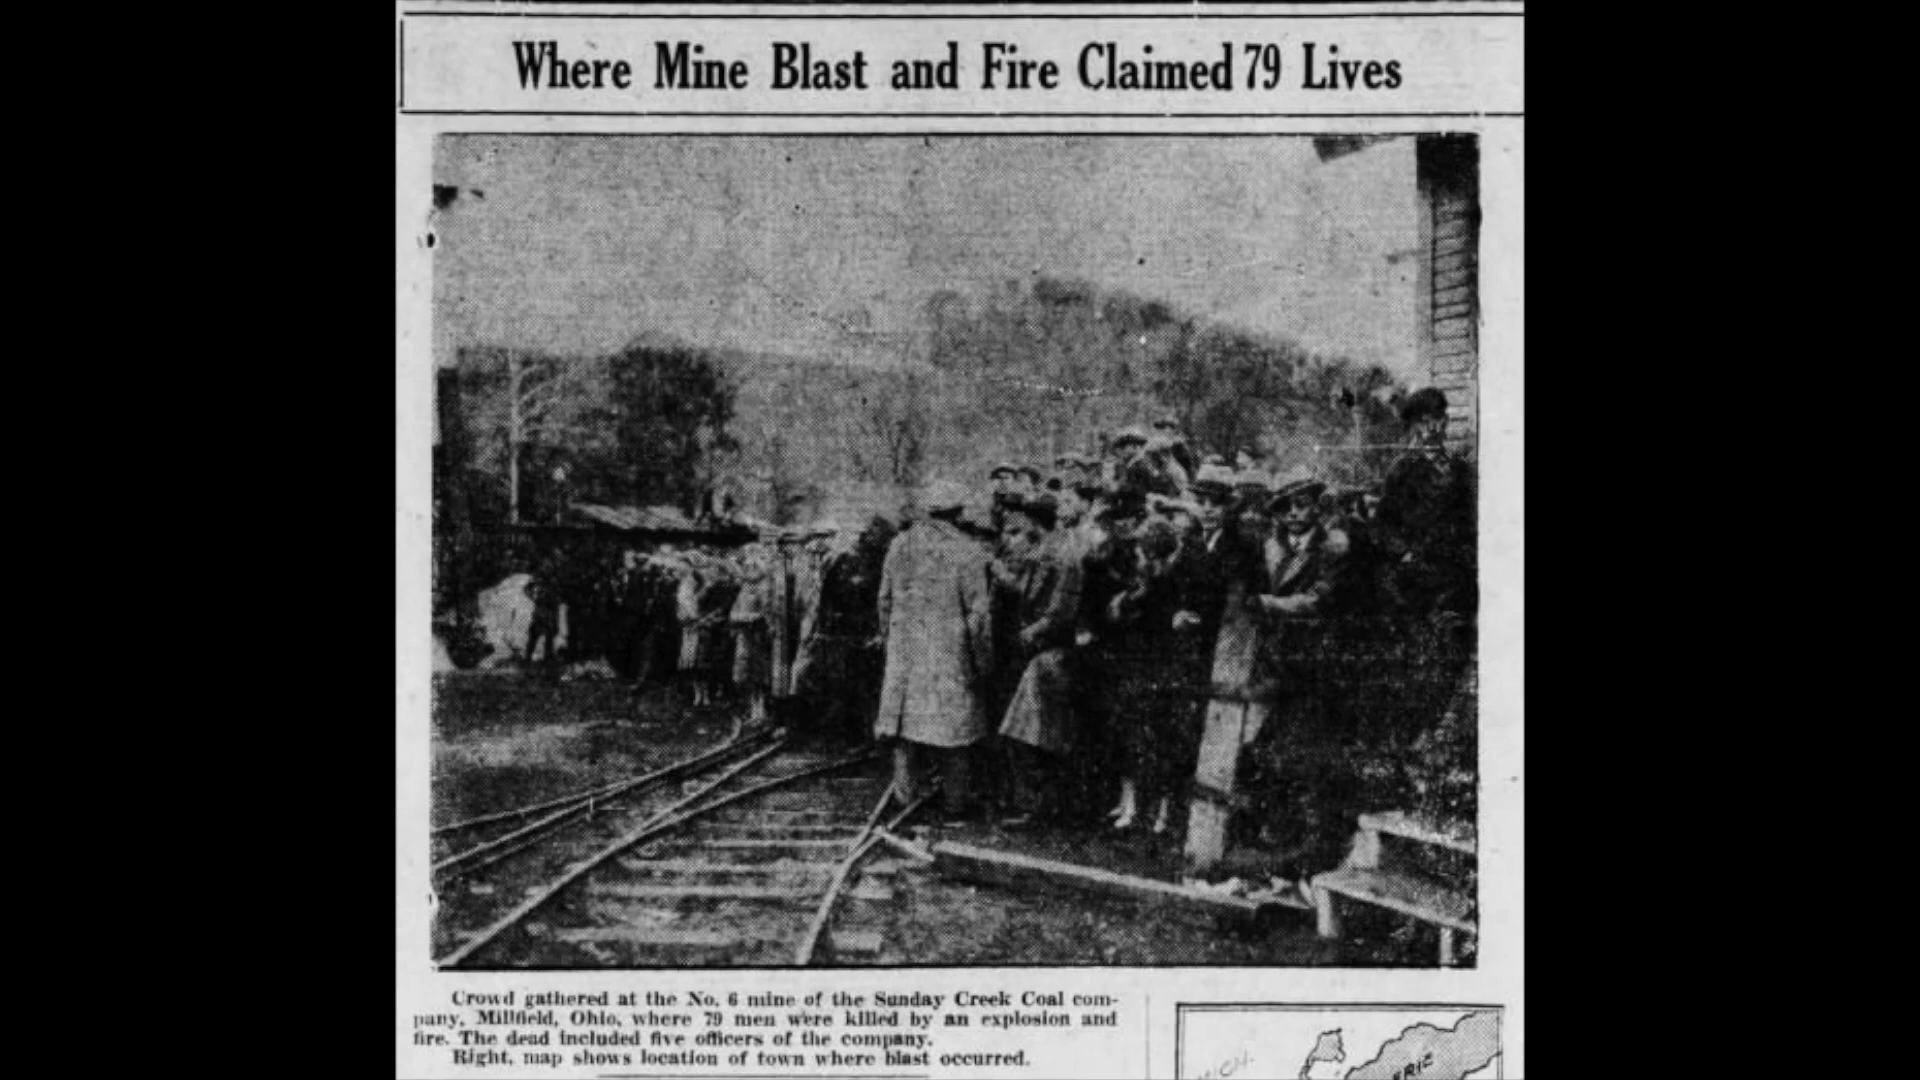 Where Mine Blast and Fire Claimed 79 Lives
Crowd gathered at the No. 6 mine of the Sunday Creek Coal com-
pany, Millfield, Ohio, where 79 men were killed by an explosion and
fire. The dead included five officers of the company.
Right, map shows location of town where blast occurred.
MICH.
ERIE